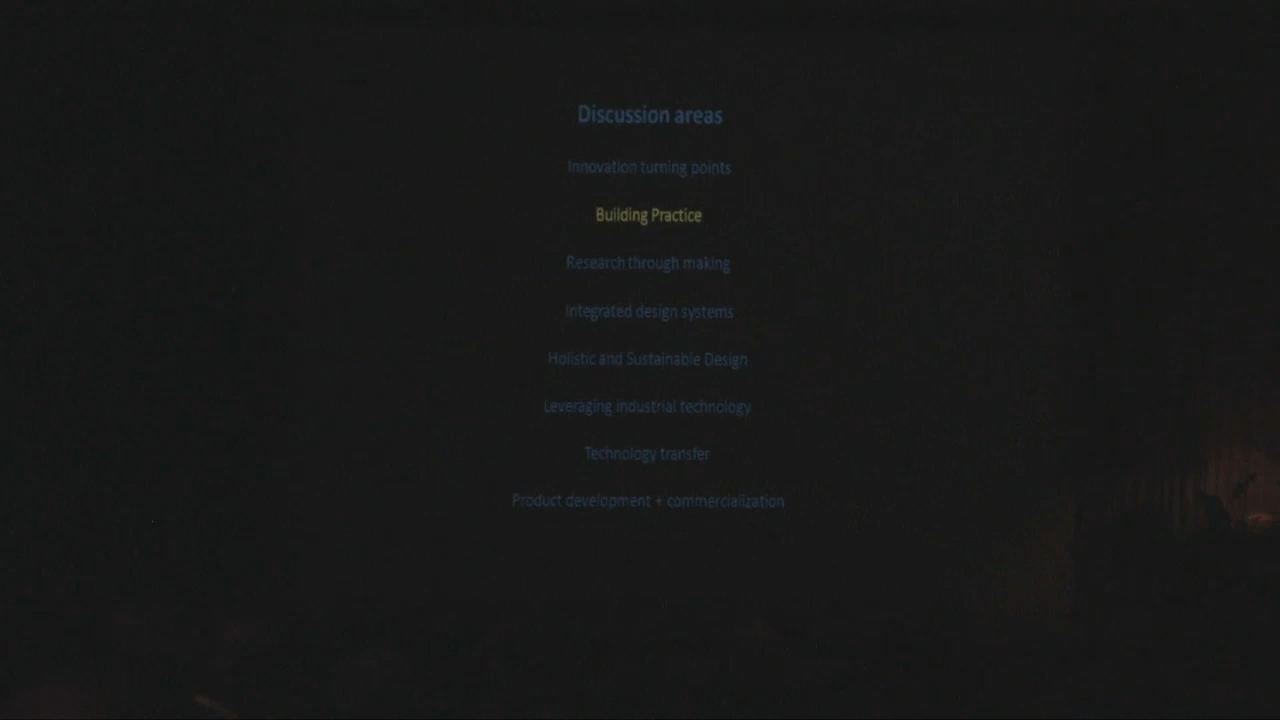 Discussion areas
Innovation turning points
Building Practice
Research through making
Integrated design systems
Holistic and Sustainable Design
Leveraging industrial technology
Technology transfer
Product development + commercialization